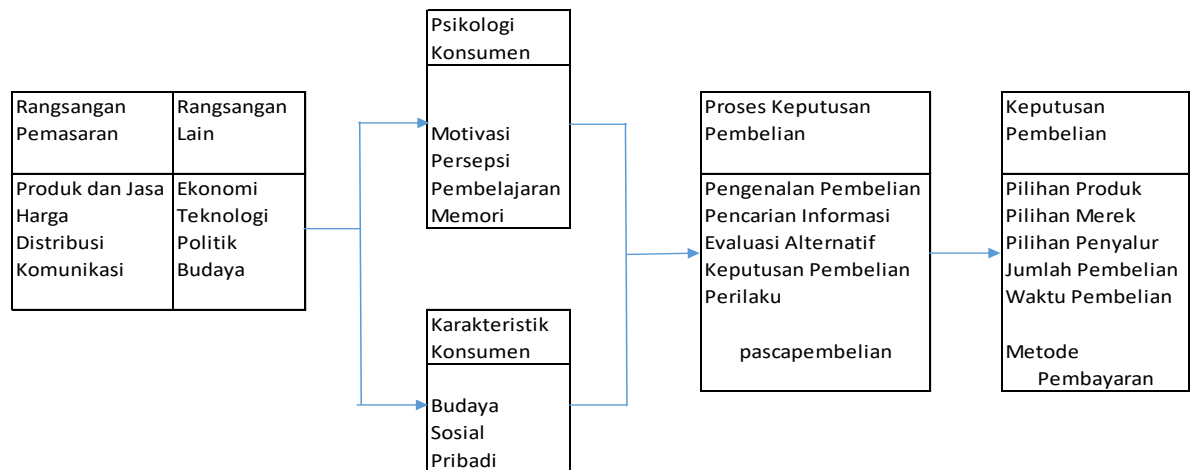 Rangsangan
Pemasaran
Produk dan Jasa
Harga
Distribusi
Komunikasi
Rangsangan
Lain
Ekonomi
Teknologi
Politik
Budaya
Psikologi
Konsumen
Motivasi
Persepsi
Pembelajaran
Memori
Karakteristik
Konsumen
Budaya
Sosial
Pribadi
Proses Keputusan
Pembelian
Pengenalan Pembelian
Pencarian Informasi
Evaluasi Alternatif
Keputusan Pembelian
Perilaku
pascapembelian
Keputusan
Pembelian
Pilihan Produk
Pilihan Merek
Pilihan Penyalur
Jumlah Pembelian
Waktu Pembelian
Metode
Pembayaran